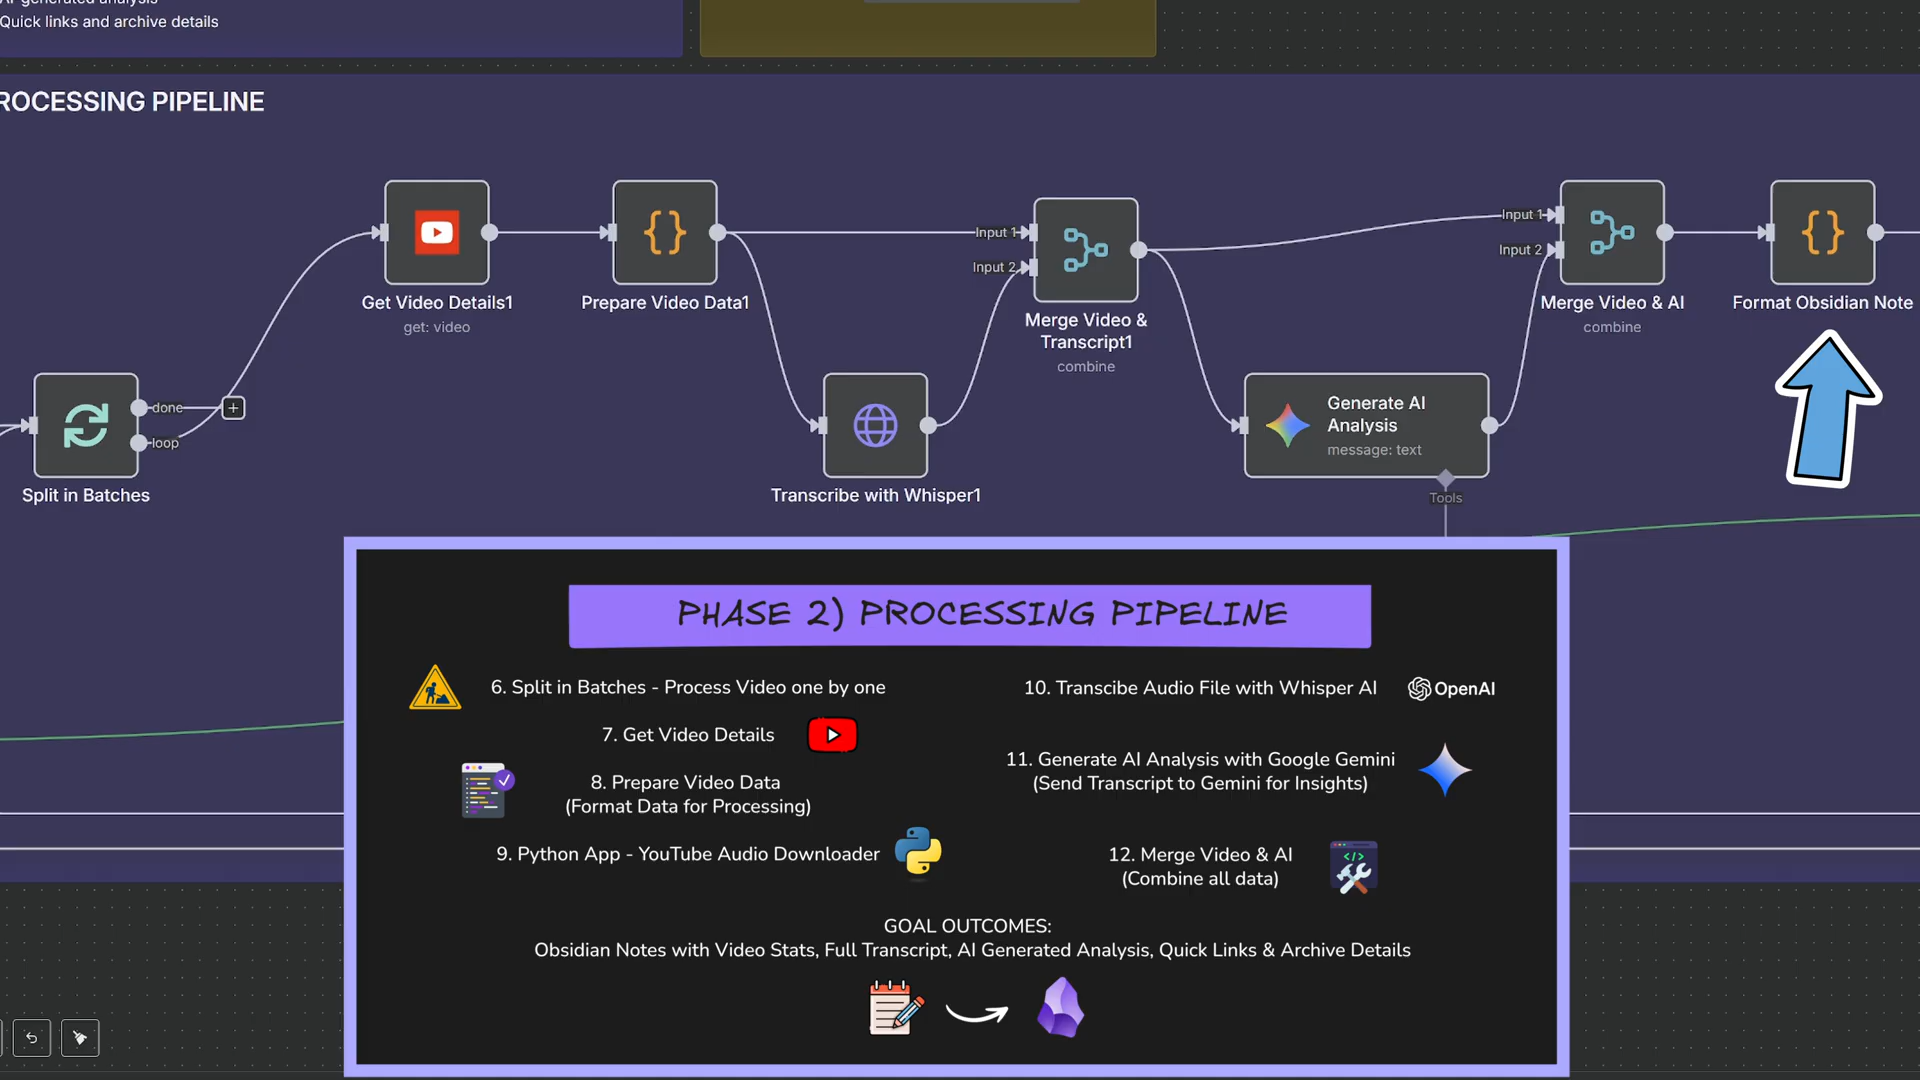 Quick links and archive details
ROCESSING PIPELINE
Input 1
Input 2
Input 1
Input 2
Get Video Details1
get: video
Prepare Video Data1
Merge Video &
Transcript1
combine
Merge Video & AI
combine
Format Obsidian Note
done
loop
Split in Batches
Transcribe with Whisper1
Generate AI
Analysis
message: text
Tools
PHASE 2) PROCESSING PIPELINE
6. Split in Batches - Process Video one by one
7. Get Video Details
8. Prepare Video Data
(Format Data for Processing)
9. Python App - YouTube Audio Downloader
10. Transcibe Audio File with Whisper AI
OpenAI
11. Generate AI Analysis with Google Gemini
(Send Transcript to Gemini for Insights)
12. Merge Video & AI
(Combine all data)
GOAL OUTCOMES:
Obsidian Notes with Video Stats, Full Transcript, AI Generated Analysis, Quick Links & Archive Details